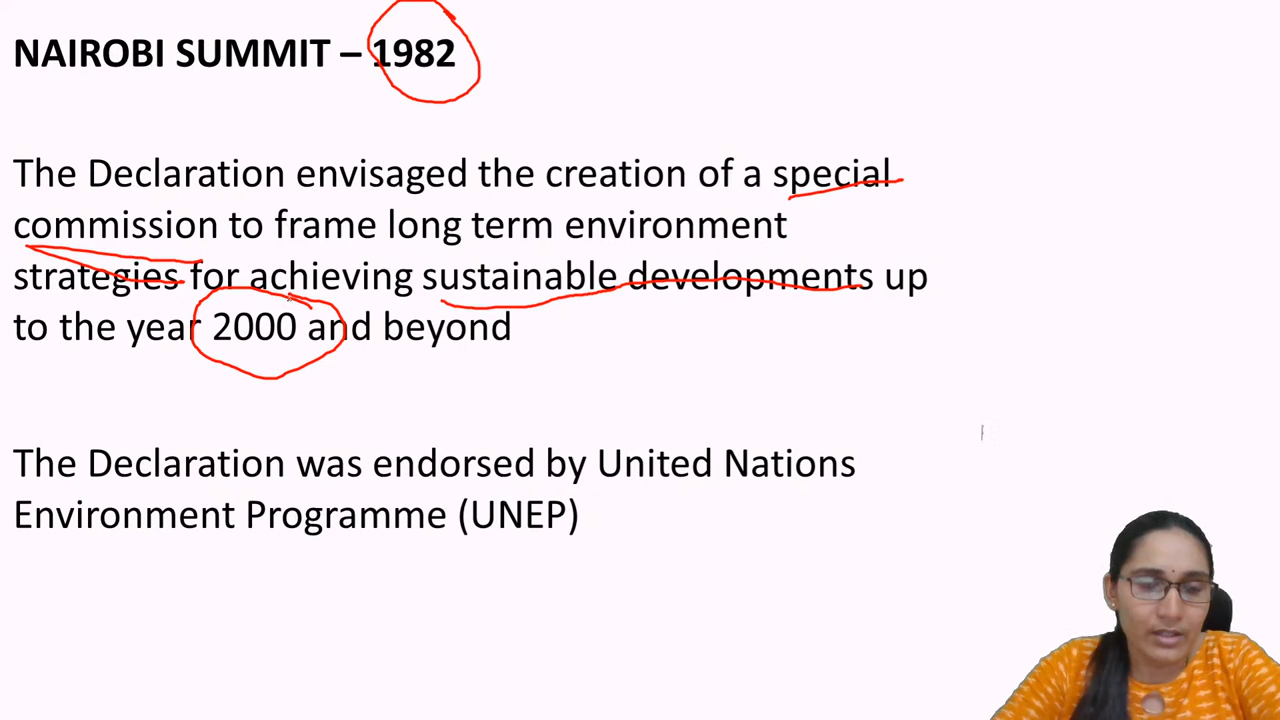 NAIROBI SUMMIT – 1982
The Declaration envisaged the creation of a special
commission to frame long term environment
strategies for achieving sustainable developments up
to the year 2000 and beyond
The Declaration was endorsed by United Nations
Environment Programme (UNEP)